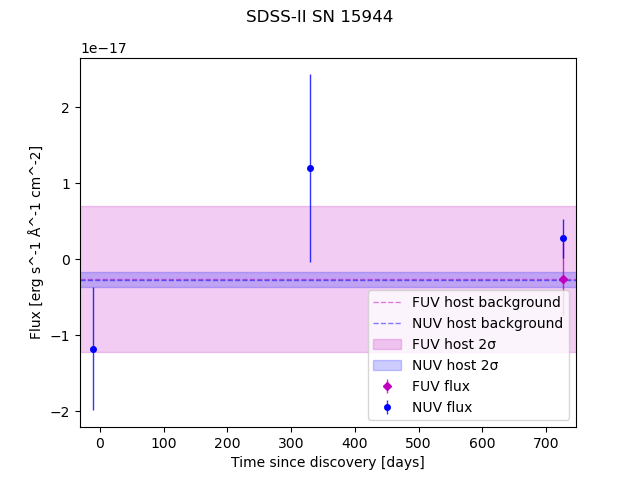 SDSS-II SN 15944
1e−17
2
1
0
−1
−2
Flux [erg s^-1 Å^-1 cm^-2]
FUV host background
NUV host background
FUV host 2σ
NUV host 2σ
FUV flux
NUV flux
0 100 200 300 400 500 600 700
Time since discovery [days]